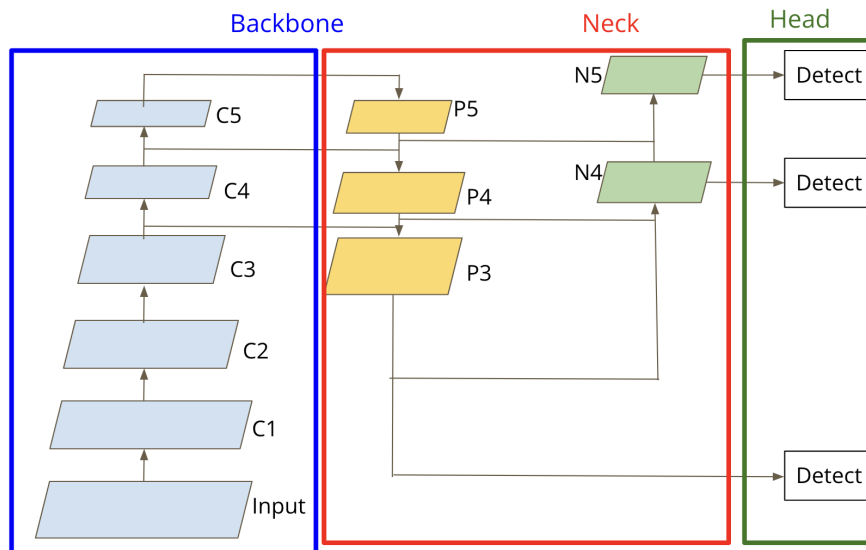 Backbone
Neck
Head
C5
C4
C3
C2
C1
Input
P5
P4
P3
N5
N4
Detect
Detect
Detect